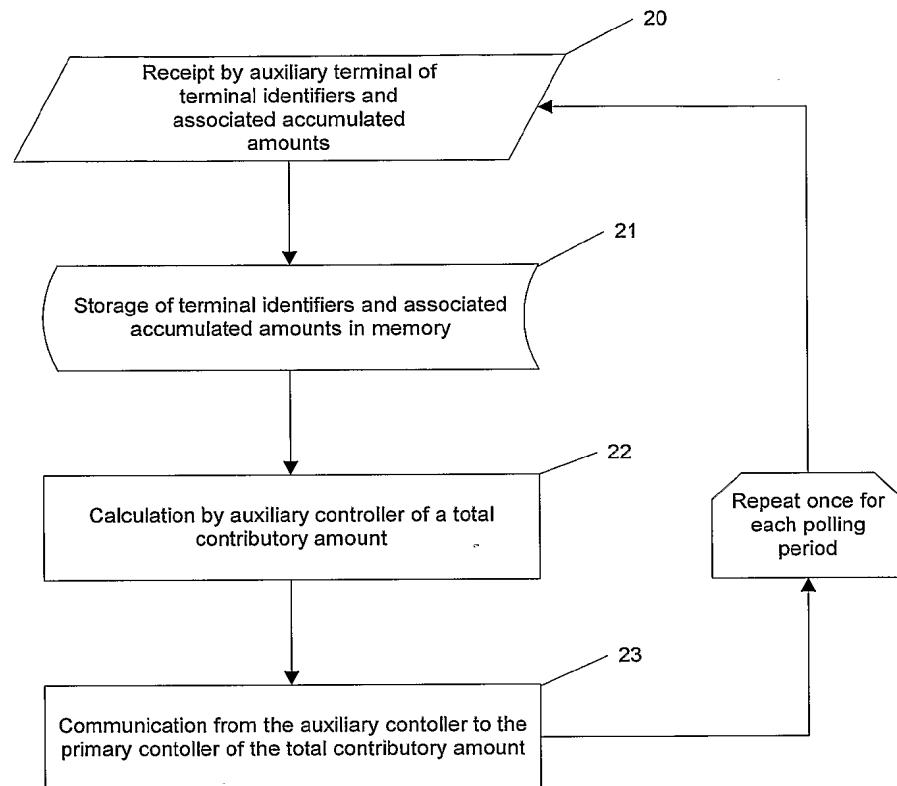 20
Receipt by auxiliary terminal of
terminal identifiers and
associated accumulated
amounts
21
Storage of terminal identifiers and associated
accumulated amounts in memory
22
Calculation by auxiliary controller of a total
contributory amount
Repeat once for
each polling
period
23
Communication from the auxiliary contoller to the
primary contoller of the total contributory amount